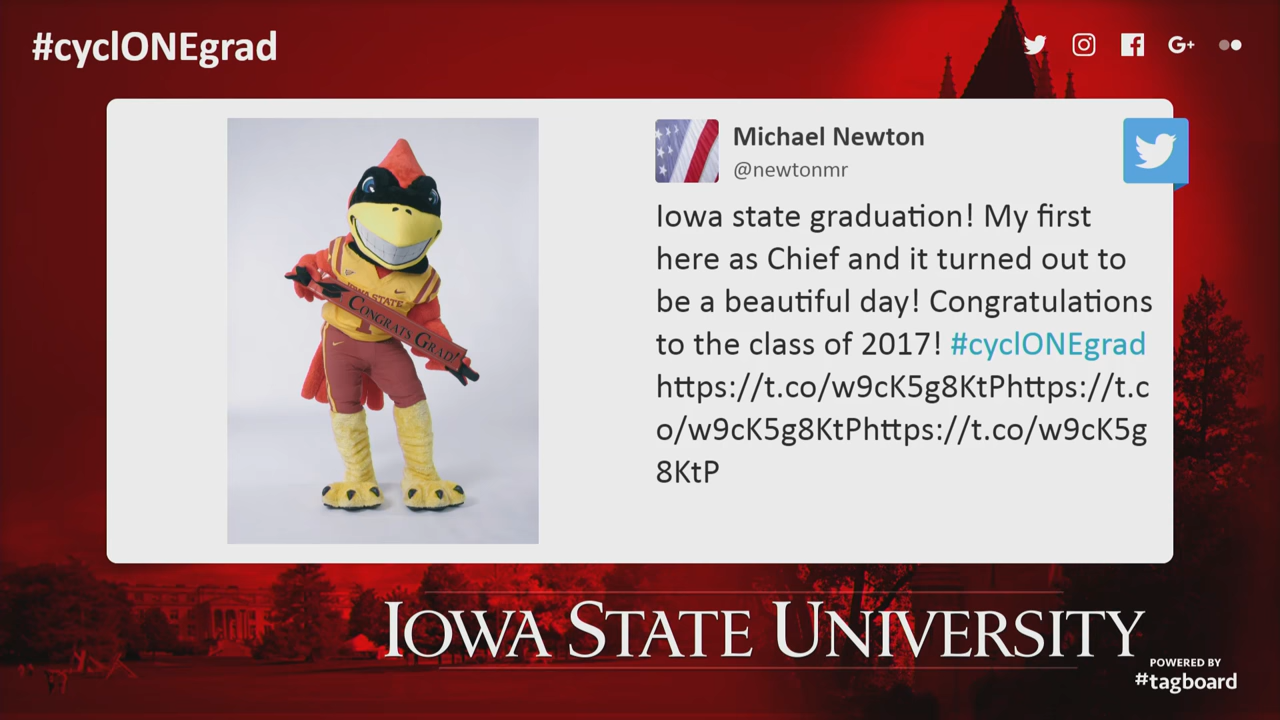 #cyclONEgrad
G+
Michael Newton
@newtonmr
Iowa state graduation! My first
here as Chief and it turned out to
be a beautiful day! Congratulations
to the class of 2017! #cyclONEgrad
https://t.co/w9cK5g8KtPhttps://t.c
o/w9cK5g8KtPhttps://t.co/w9cK5g
8KtP
IOWA STATE
CONGRATS GRAD!
IOWA STATE UNIVERSITY
POWERED BY
#tagboard